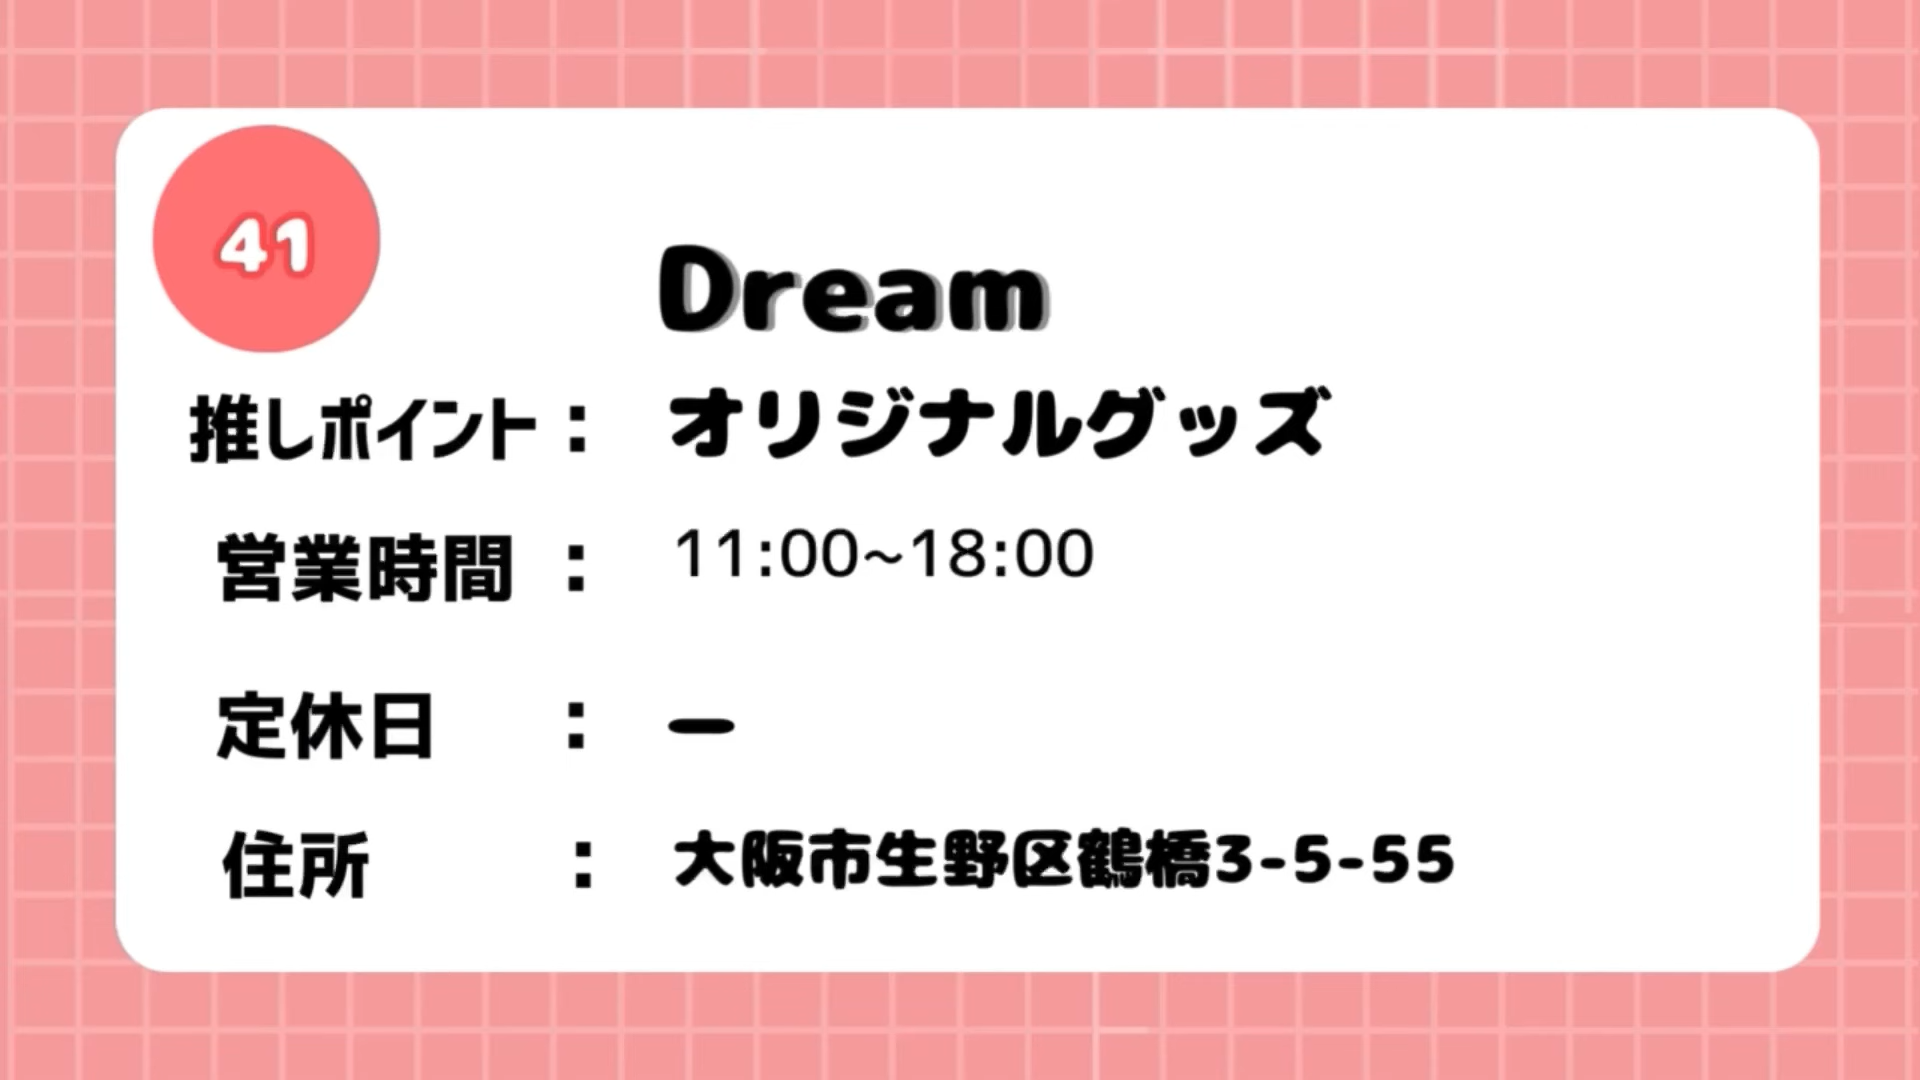 41
Dream
推しポイント： オリジナルグッズ
営業時間： 11:00~18:00
定休日： ー
住所： 大阪市生野区鶴橋3-5-55